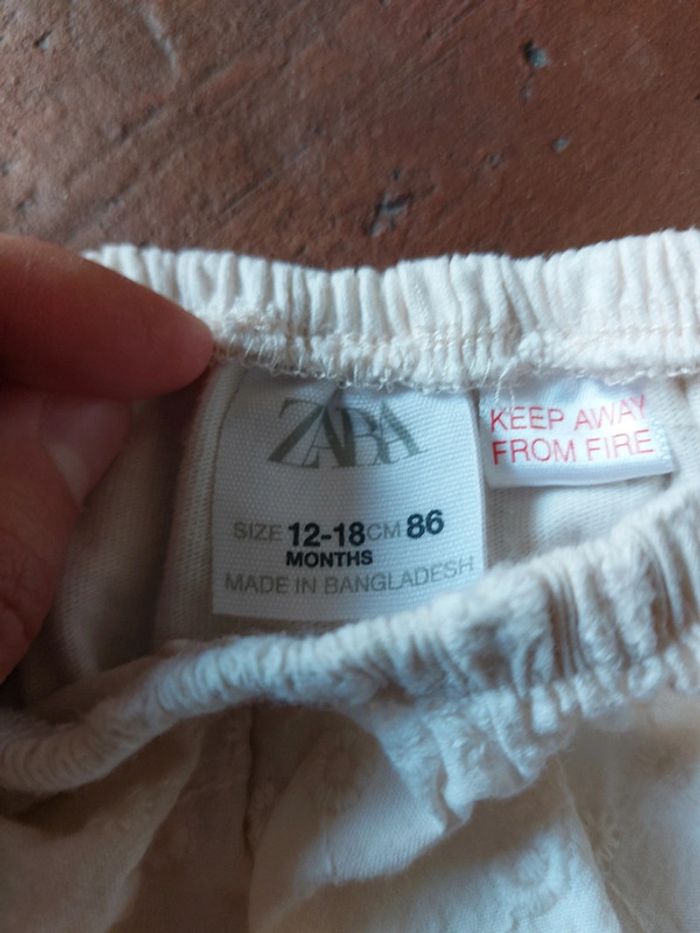 ZARA
SIZE 12-18 CM 86
MONTHS
MADE IN BANGLADESH
KEEP AWAY
FROM FIRE